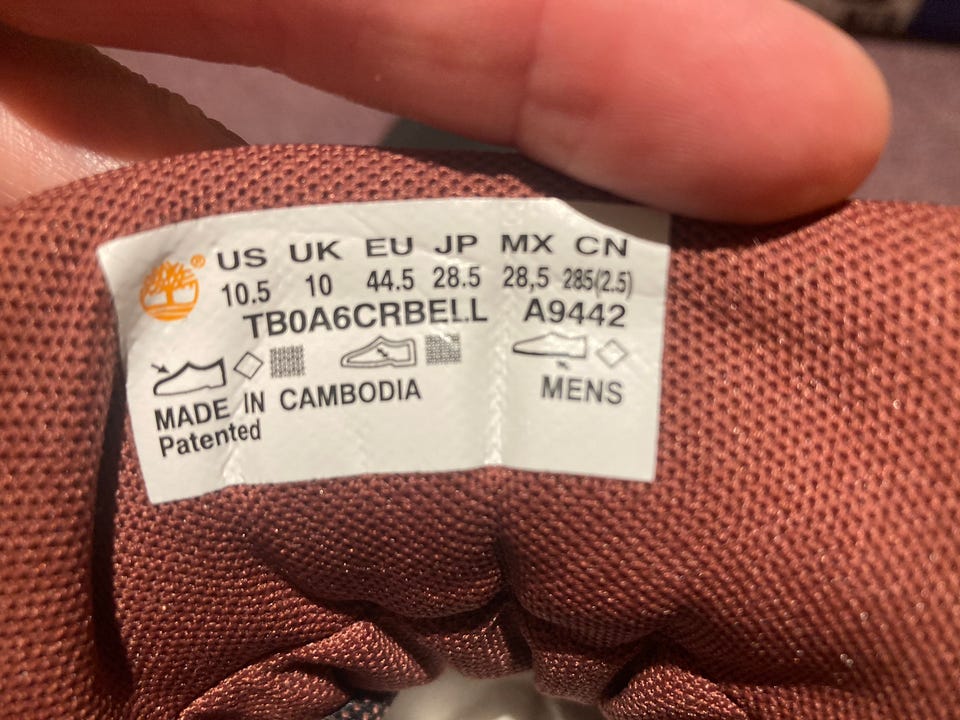 US UK EU JP MX CN
10.5 10 44.5 28.5 28,5 285(2.5)
TB0A6CRBELL A9442
MADE IN CAMBODIA MENS
Patented